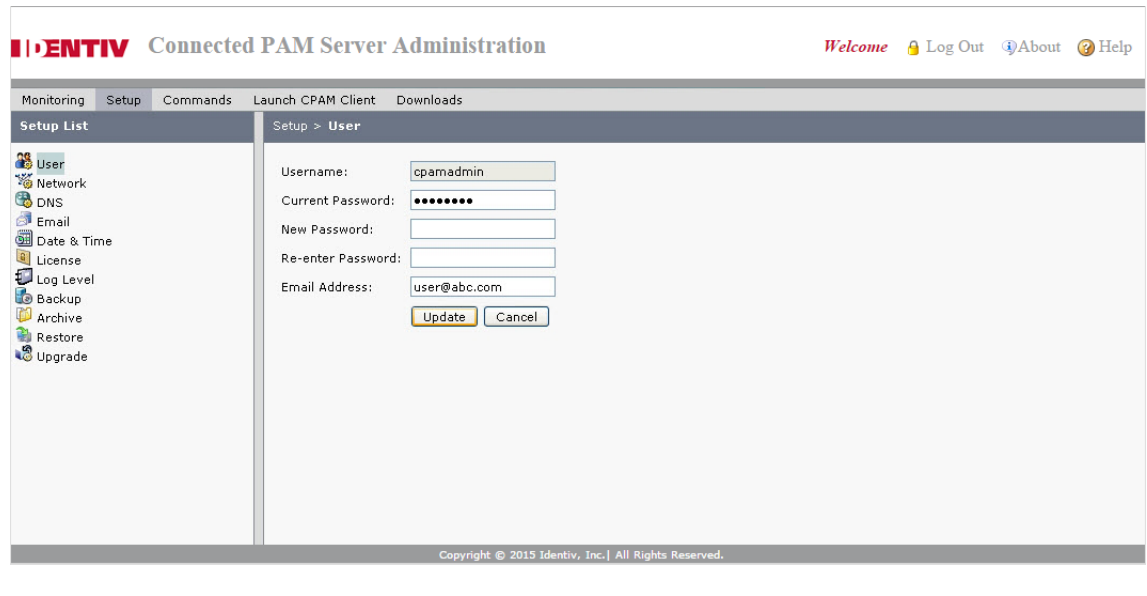 IDENTIV Connected PAM Server Administration Welcome Log Out About Help
Monitoring Setup Commands Launch CPAM Client Downloads
Setup List
Setup > User
User
Network
DNS
Email
Date & Time
License
Log Level
Backup
Archive
Restore
Upgrade
Username: cpamadmin
Current Password: ●●●●●●●●
New Password:
Re-enter Password:
Email Address: user@abc.com
Update Cancel
Copyright © 2015 Identiv, Inc.| All Rights Reserved.